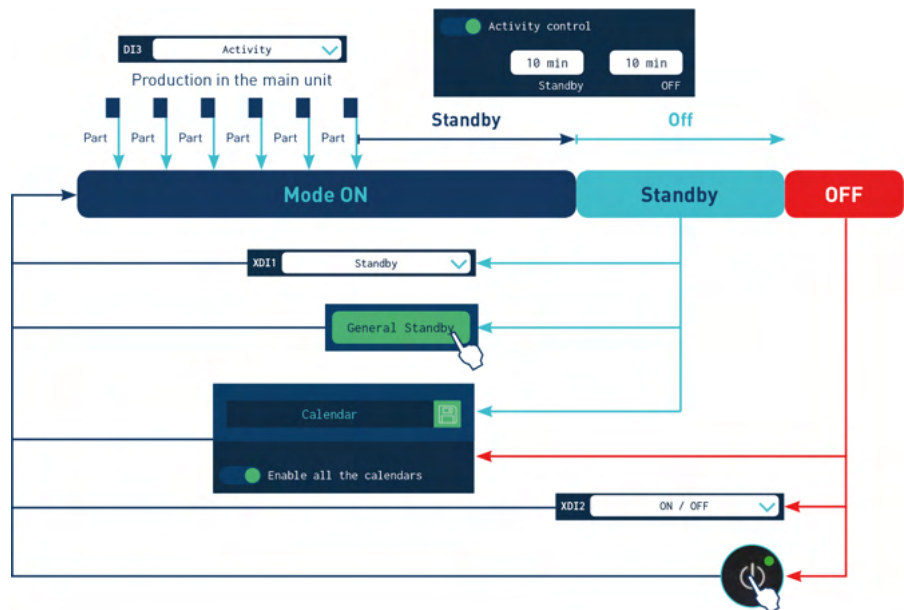 DI3 Activity
Production in the main unit
Part Part Part Part Part Part
Activity control
10 min 10 min
Standby OFF
Standby Off
Mode ON Standby OFF
XDI1 Standby
General Standby
Calendar
Enable all the calendars
XDI2 ON / OFF